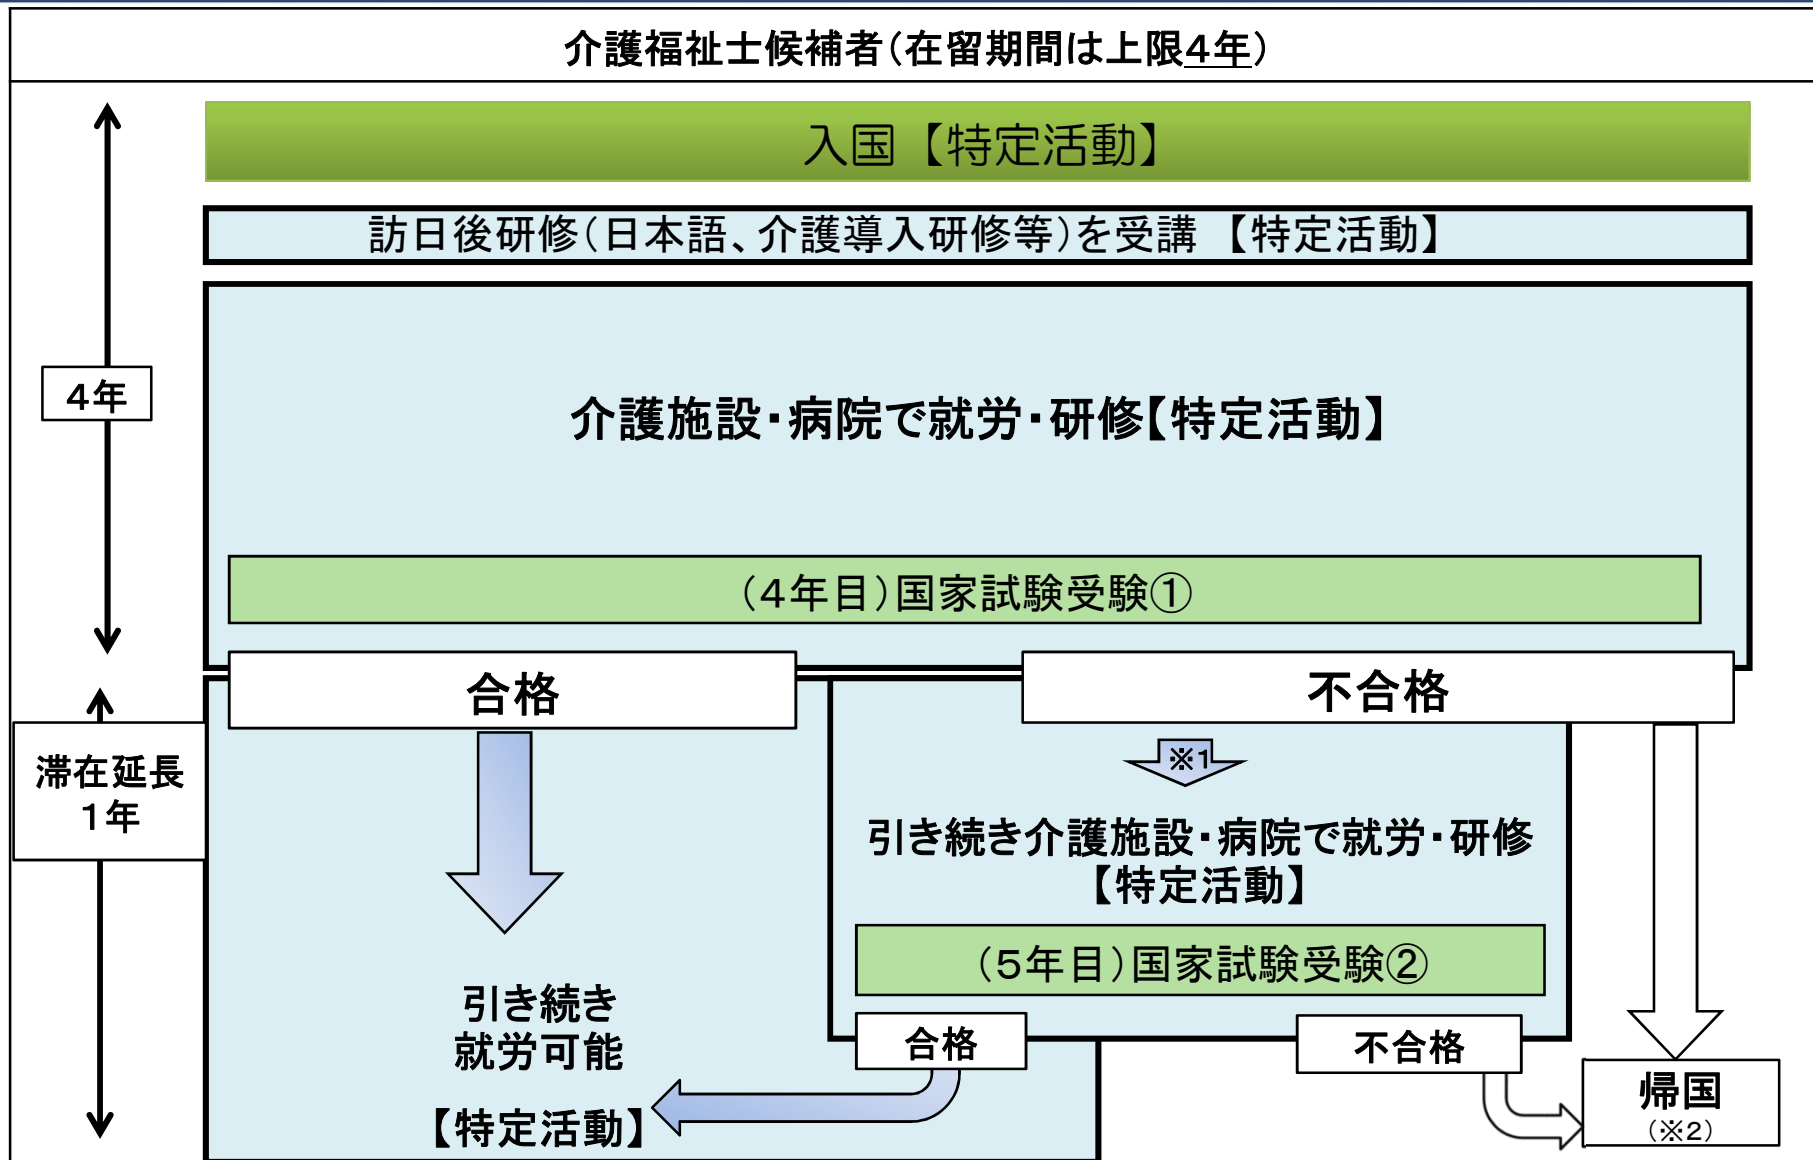 介護福祉士候補者(在留期間は上限4年)
入国【特定活動】
訪日後研修(日本語、介護導入研修等)を受講 【特定活動】
4年
介護施設・病院で就労・研修【特定活動】
(4年目)国家試験受験①
合格
不合格
滞在延長
1年
※1
引き続き介護施設・病院で就労・研修
【特定活動】
(5年目)国家試験受験②
引き続き
就労可能
【特定活動】
合格
不合格
帰国
(※2)